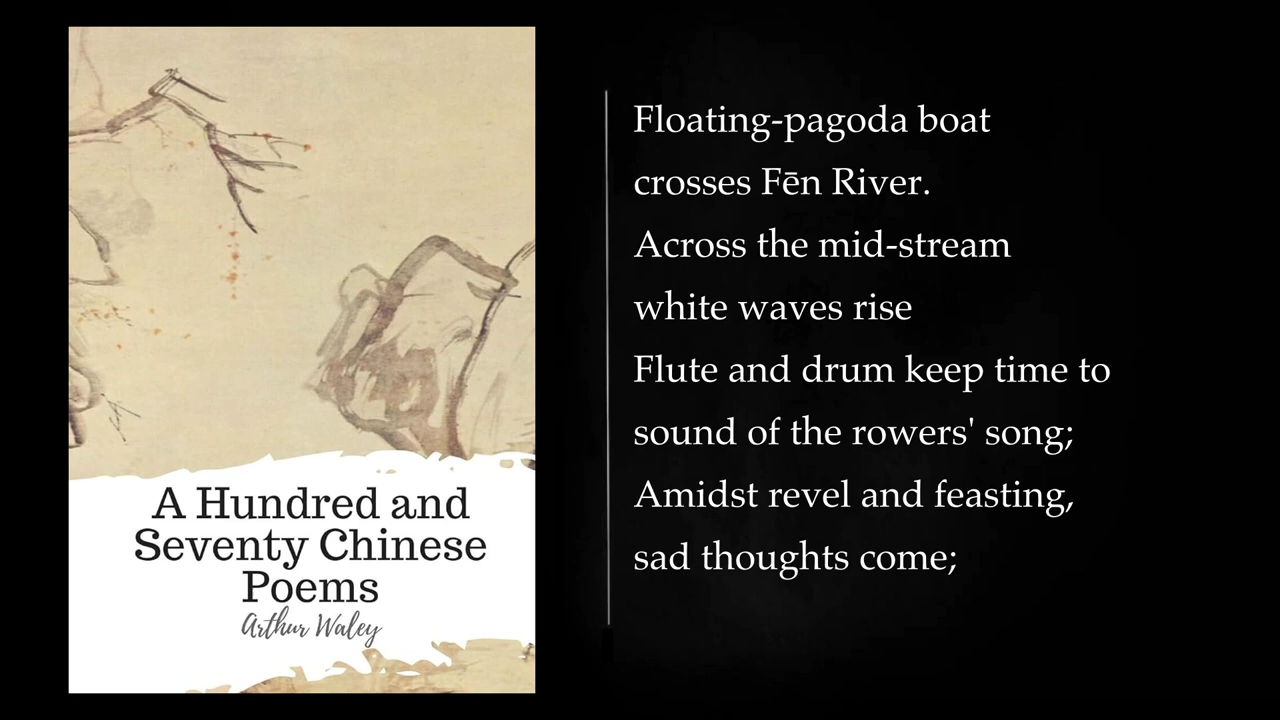 A Hundred and
Seventy Chinese
Poems
Arthur Waley
Floating-pagoda boat
crosses Fēn River.
Across the mid-stream
white waves rise
Flute and drum keep time to
sound of the rowers' song;
Amidst revel and feasting,
sad thoughts come;